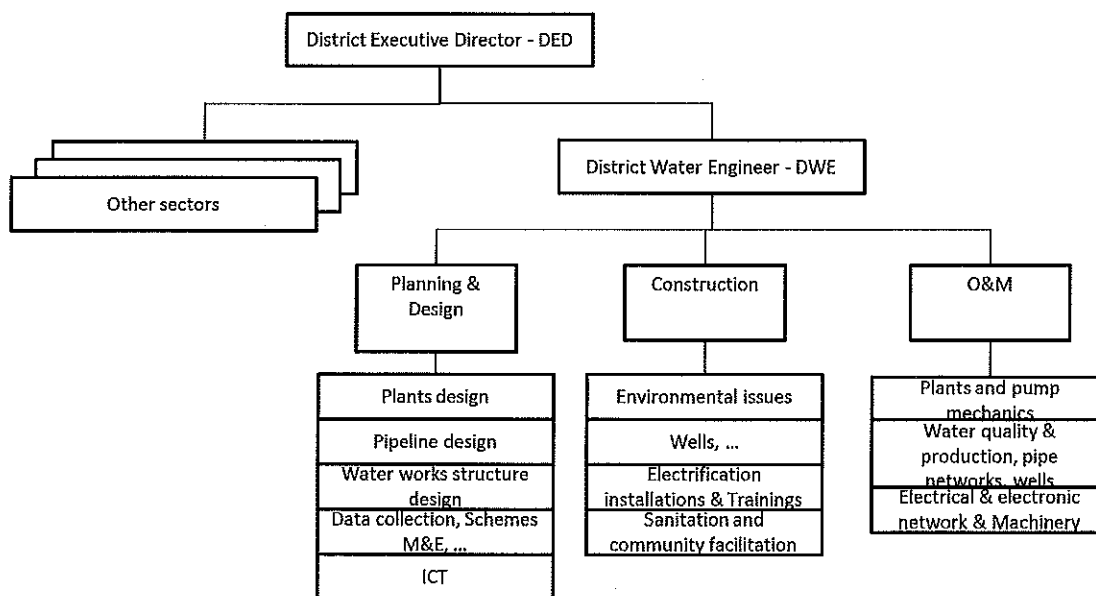 District Executive Director - DED
Other sectors
District Water Engineer - DWE
Planning &
Design
Construction
O&M
Plants design
Pipeline design
Water works structure
design
Data collection, Schemes
M&E, ...
ICT
Environmental issues
Wells, ...
Electrification
installations & Trainings
Sanitation and
community facilitation
Plants and pump
mechanics
Water quality &
production, pipe
networks, wells
Electrical & electronic
network & Machinery